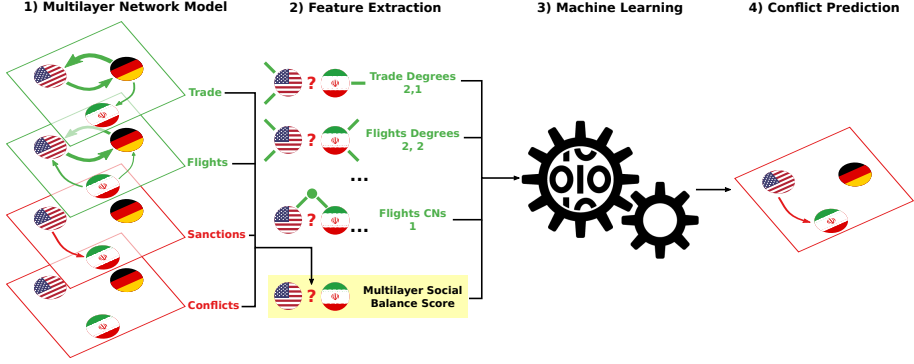 1) Multilayer Network Model
2) Feature Extraction
3) Machine Learning
4) Conflict Prediction
Trade
Flights
Sanctions
Conflicts
?
Trade Degrees
2,1
?
Flights Degrees
2, 2
...
?
...
Flights CNs
1
?
Multilayer Social
Balance Score
010